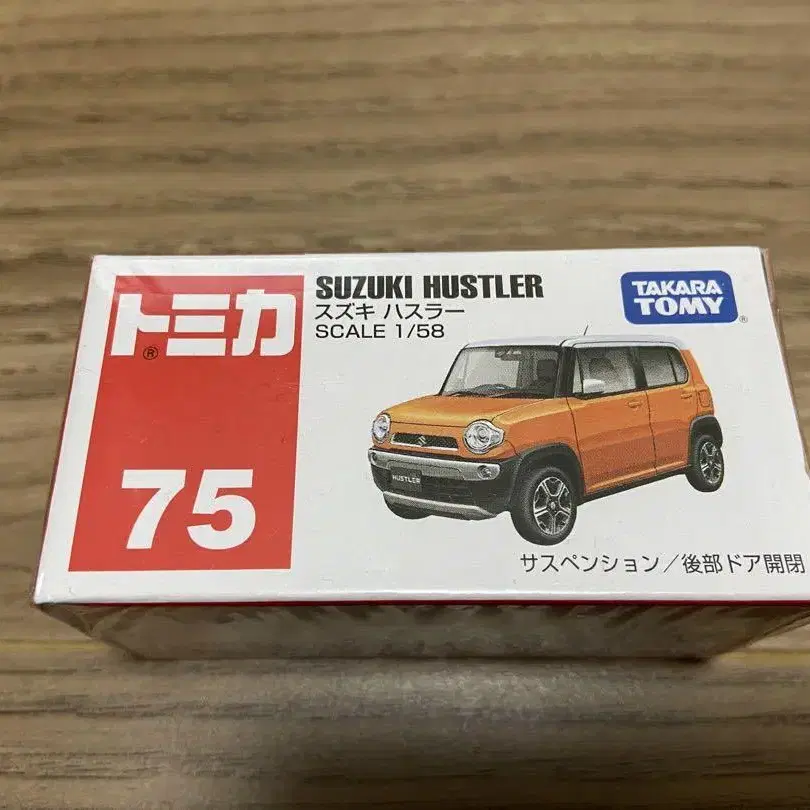 トミカ®
75
SUZUKI HUSTLER
スズキ ハスラー
SCALE 1/58
TAKARA
TOMY®
HUSTLER
サスペンション/後部ドア開閉